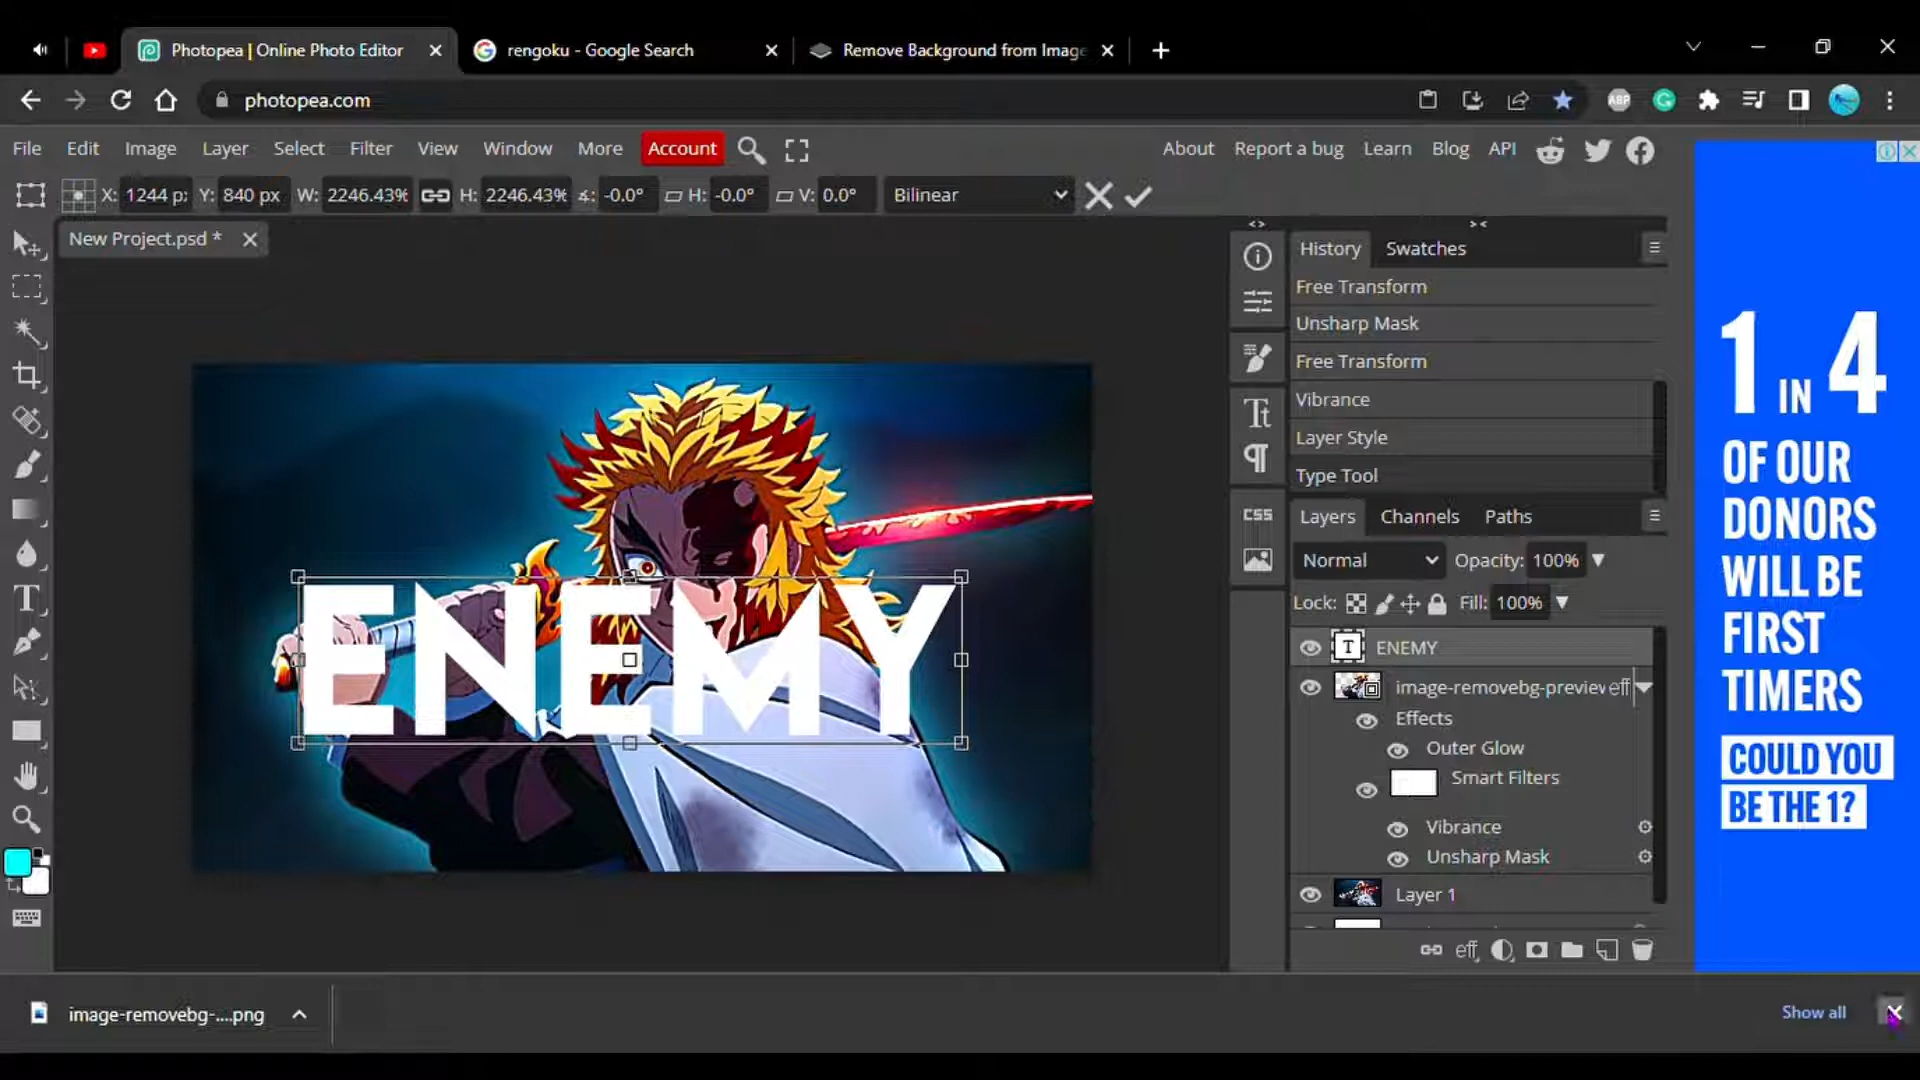 Photopea | Online Photo Editor
rengoku - Google Search
Remove Background from Image
photopea.com
ABP
File Edit Image Layer Select Filter View Window More Account
About Report a bug Learn Blog API
X: 1244 px Y: 840 px W: 2246.43% H: 2246.43% -0.0° H: -0.0° V: 0.0° Bilinear
New Project.psd *
History Swatches
Free Transform
Unsharp Mask
Free Transform
Vibrance
Layer Style
Type Tool
CSS
Layers Channels Paths
Normal Opacity: 100%
Lock: Fill: 100%
ENEMY
image-removebg-preview eff
Effects
Outer Glow
Smart Filters
Vibrance
Unsharp Mask
Layer 1
eff
ENEMY
1 IN 4
OF OUR
DONORS
WILL BE
FIRST
TIMERS
COULD YOU
BE THE 1?
image-removebg-....png
Show all